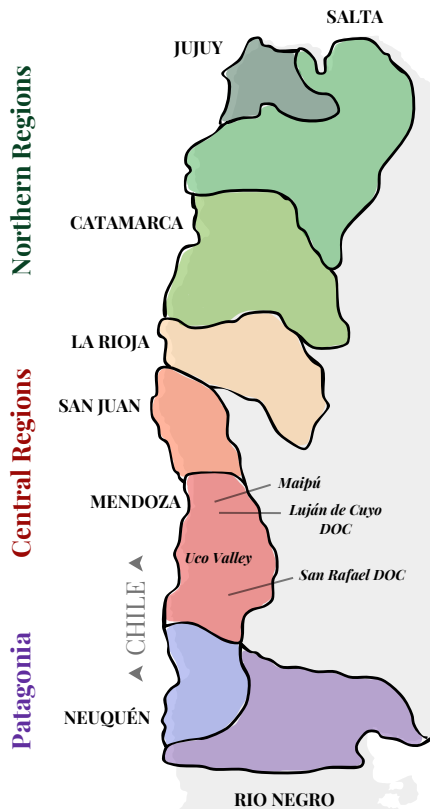 SALTA
JUJUY
Northern Regions
CATAMARCA
LA RIOJA
Central Regions
SAN JUAN
MENDOZA
Maipú
Luján de Cuyo
DOC
Uco Valley
San Rafael DOC
CHILE
Patagonia
NEUQUÉN
RIO NEGRO